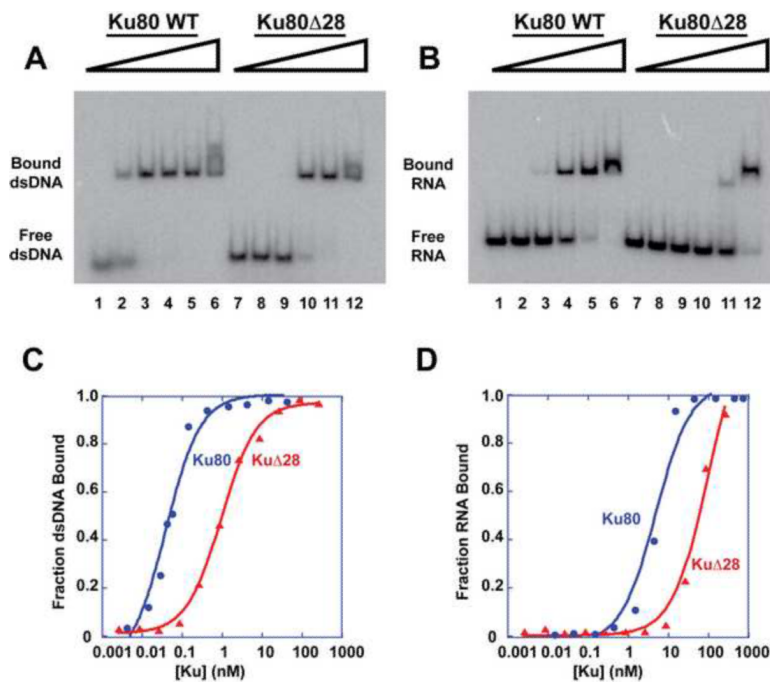 Ku80 WT Ku80Δ28
A
Bound
dsDNA
Free
dsDNA
1 2 3 4 5 6 7 8 9 10 11 12
Ku80 WT Ku80Δ28
B
Bound
RNA
Free
RNA
1 2 3 4 5 6 7 8 9 10 11 12
C
Fraction dsDNA Bound
1.0
0.8
0.6
0.4
0.2
0
Ku80
KuΔ28
0.001 0.01 0.1 1 10 100 1000
[Ku] (nM)
D
Fraction RNA Bound
1.0
0.8
0.6
0.4
0.2
0
Ku80
KuΔ28
0.001 0.01 0.1 1 10 100 1000
[Ku] (nM)